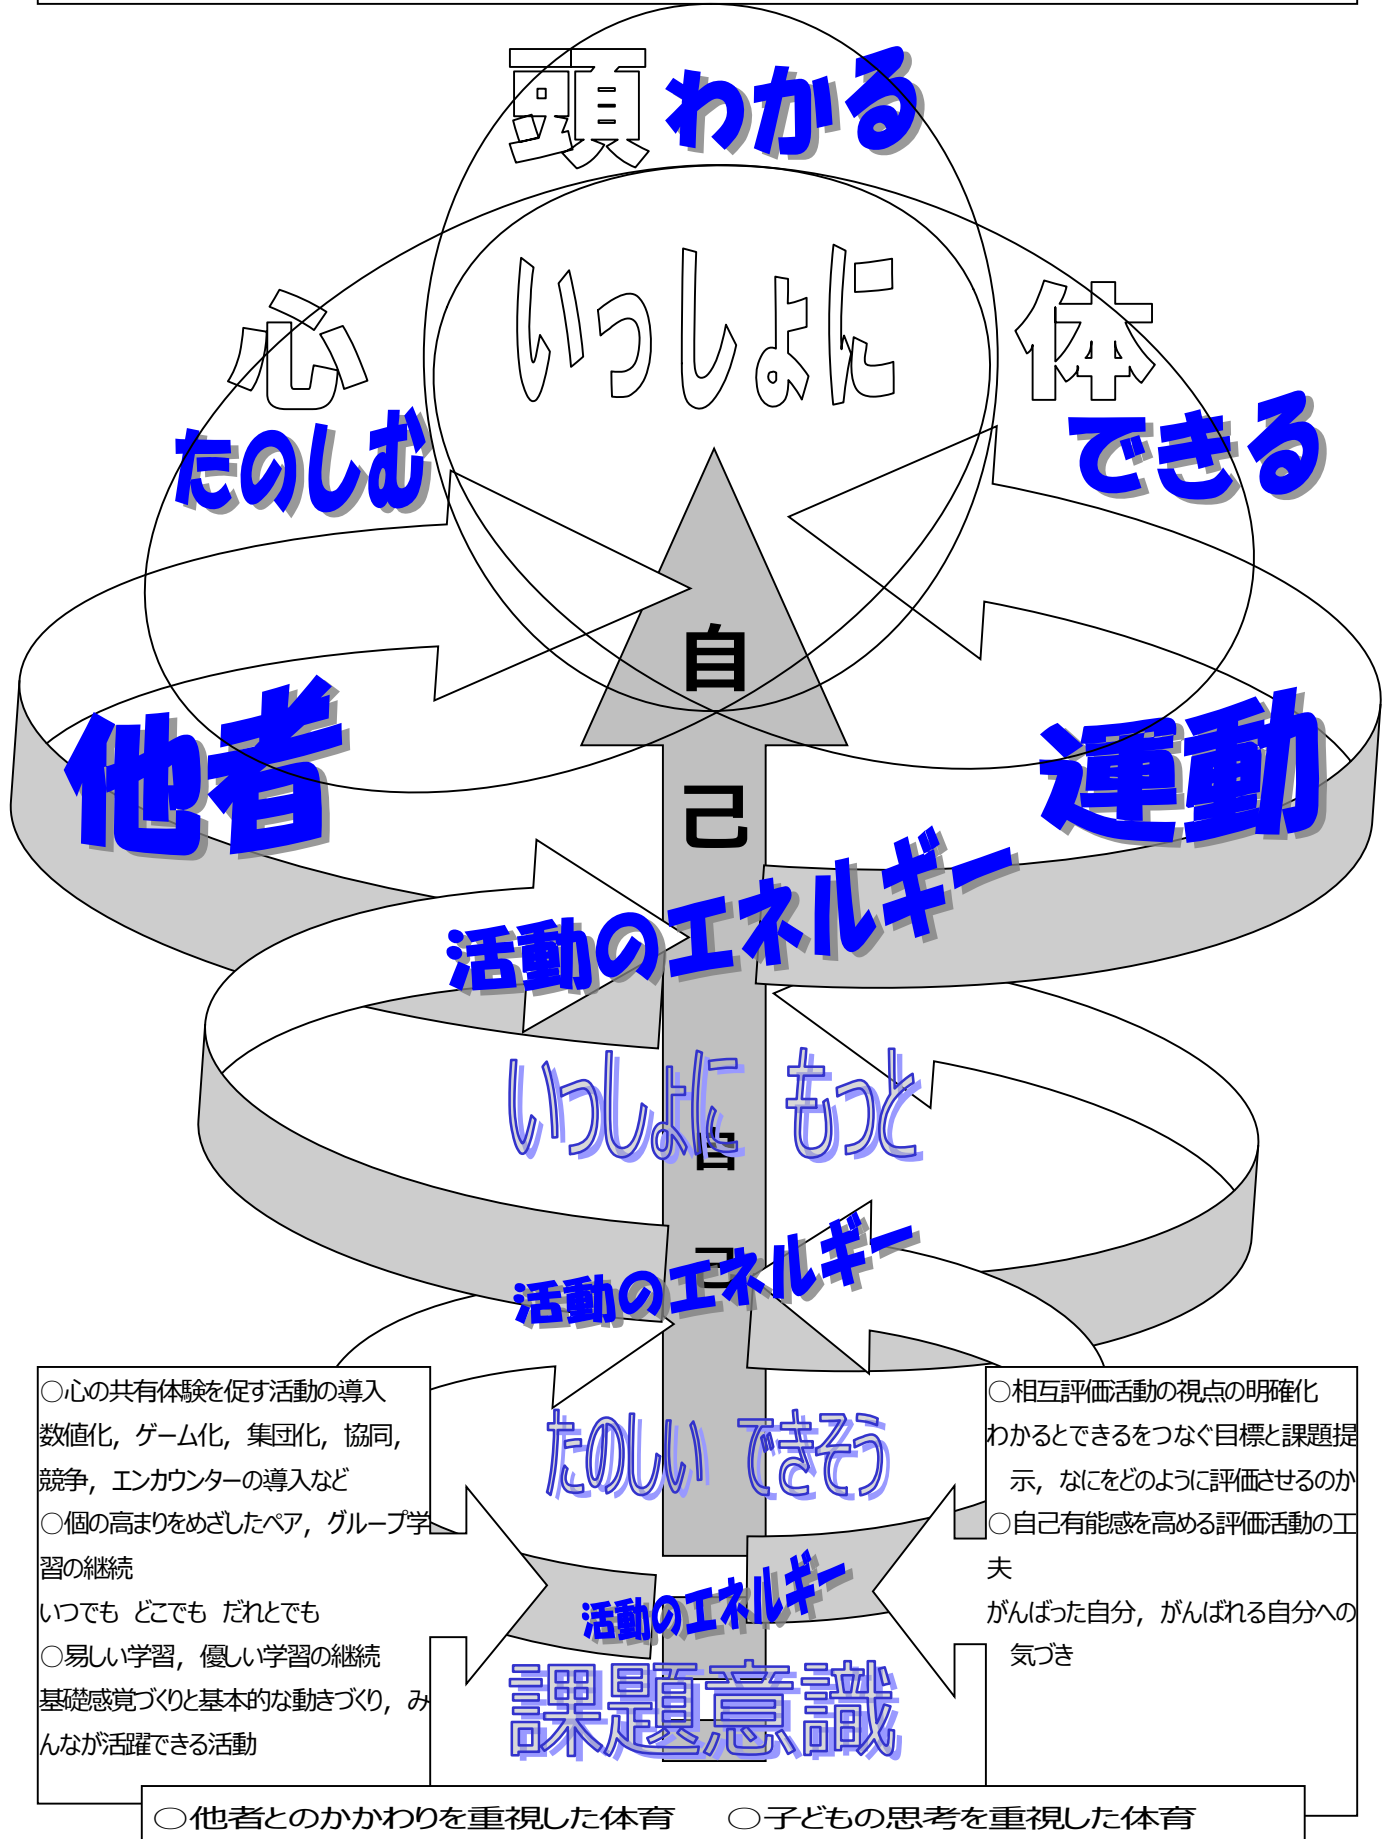 頭 わかる
いっしょに
心
体
たのしむ
できる
自
己
他者
運動
活動のエネルギー
いっしょに もっと
自
己
活動のエネルギー
たのしい できそう
○心の共有体験を促す活動の導入
数値化，ゲーム化，集団化，協同，
競争，エンカウンターの導入など
○個の高まりをめざしたペア，グループ学
習の継続
いつでも どこでも だれとでも
○易しい学習，優しい学習の継続
基礎感覚づくりと基本的な動きづくり，み
んなが活躍できる活動
○相互評価活動の視点の明確化
わかるとできるをつなぐ目標と課題提
示，なにをどのように評価させるのか
○自己有能感を高める評価活動の工
夫
がんばった自分，がんばれる自分への
気づき
活動のエネルギー
課題意識
○他者とのかかわりを重視した体育　○子どもの思考を重視した体育